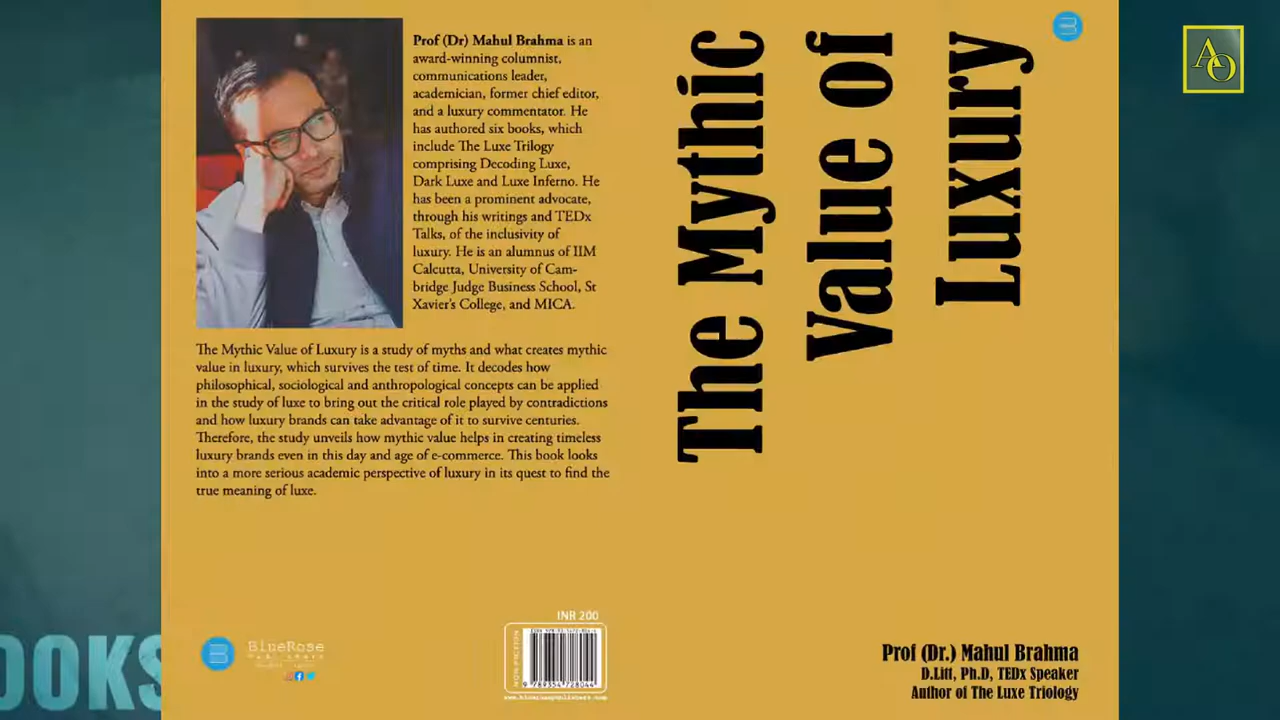 Prof (Dr) Mahul Brahma is an
award-winning columnist,
communications leader,
academician, former chief editor,
and a luxury commentator. He
has authored six books, which
include The Luxe Trilogy
comprising Decoding Luxe,
Dark Luxe and Luxe Inferno. He
has been a prominent advocate,
through his writings and TEDx
Talks, of the inclusivity of
luxury. He is an alumnus of IIM
Calcutta, University of Cam-
bridge Judge Business School, St
Xavier's College, and MICA.
The Mythic Value of Luxury is a study of myths and what creates mythic
value in luxury, which survives the test of time. It decodes how
philosophical, sociological and anthropological concepts can be applied
in the study of luxe to bring out the critical role played by contradictions
and how luxury brands can take advantage of it to survive centuries.
Therefore, the study unveils how mythic value helps in creating timeless
luxury brands even in this day and age of e-commerce. This book looks
into a more serious academic perspective of luxury in its quest to find the
true meaning of luxe.
BlueRose
INR 200
NON-FICTION
9 789354 728044
The Mythic
Value of
Luxury
Prof (Dr.) Mahul Brahma
D.Litt, Ph.D, TEDx Speaker
Author of The Luxe Triology
AO
OOKS